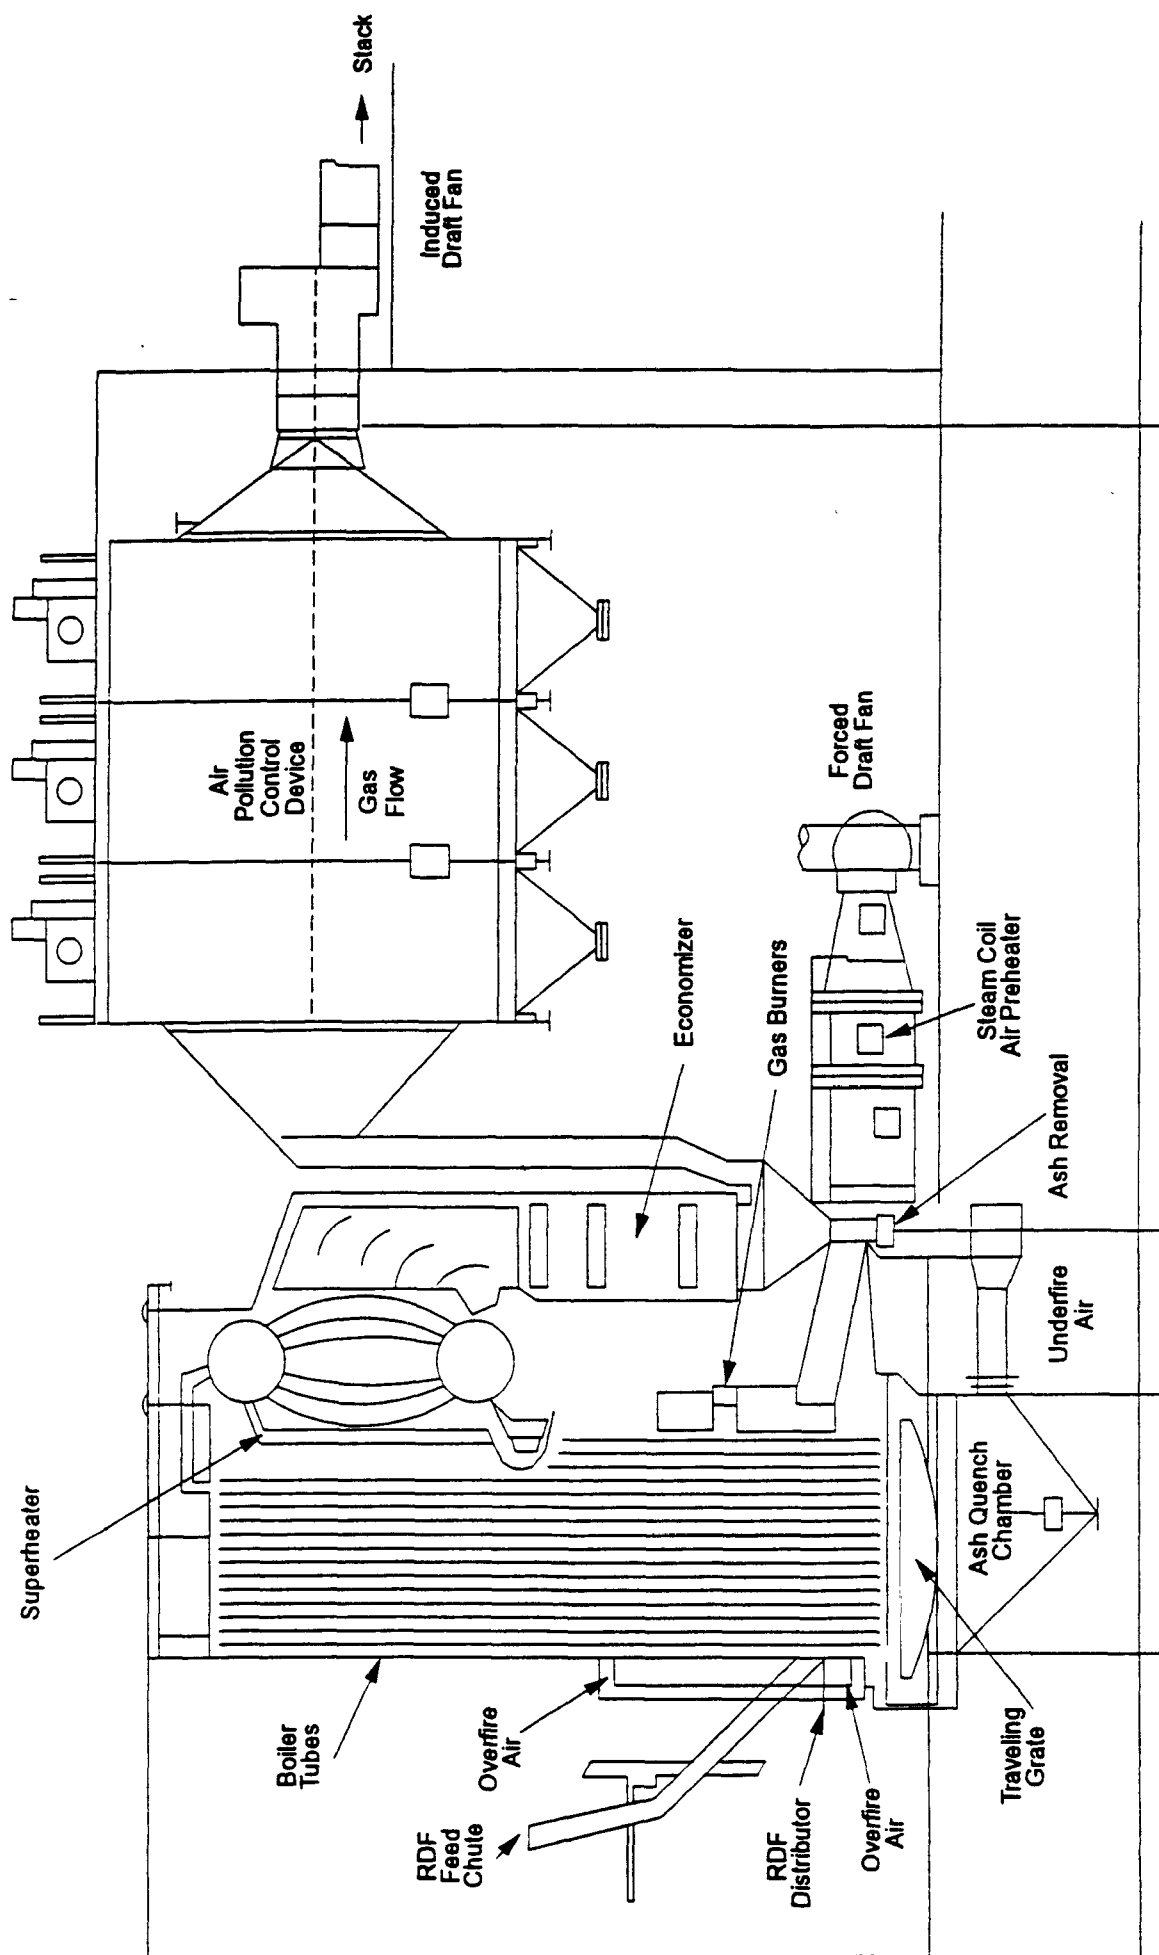 Superheater
Boiler
Tubes
Overfire
Air
RDF
Feed
Chute
RDF
Distributor
Overfire
Air
Traveling
Grate
Ash Quench
Chamber
Underfire
Air
Ash Removal
Steam Coil
Air Preheater
Gas Burners
Economizer
Forced
Draft Fan
Air
Pollution
Control
Device
Gas
Flow
Induced
Draft Fan
Stack